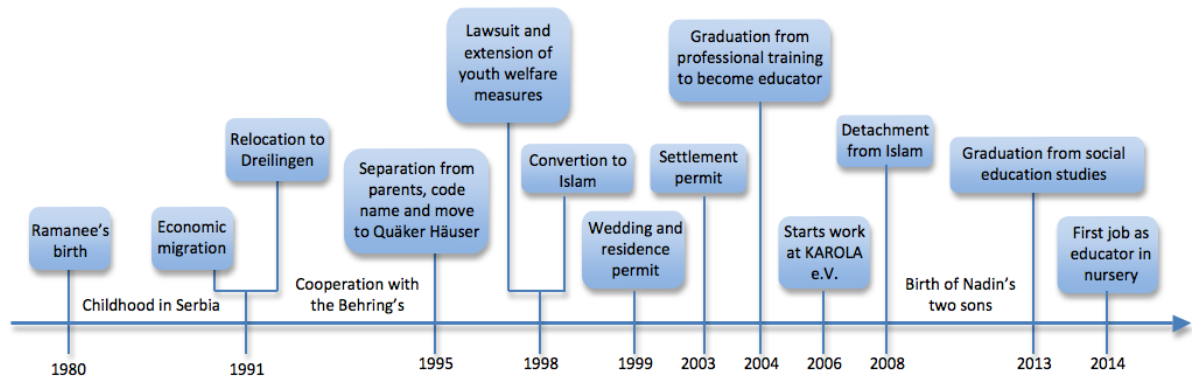 Ramanee's
birth
Economic
migration
Relocation to
Dreilingen
Separation from
parents, code
name and move
to Quäker Häuser
Lawsuit and
extension of
youth welfare
measures
Convertion to
Islam
Wedding and
residence
permit
Settlement
permit
Graduation from
professional training
to become educator
Starts work
at KAROLA
e.V.
Detachment
from Islam
Graduation from social
education studies
First job as
educator in
nursery
Childhood in Serbia
Cooperation with
the Behring's
Birth of Nadin's
two sons
1980
1991
1995
1998
1999
2003
2004
2006
2008
2013
2014